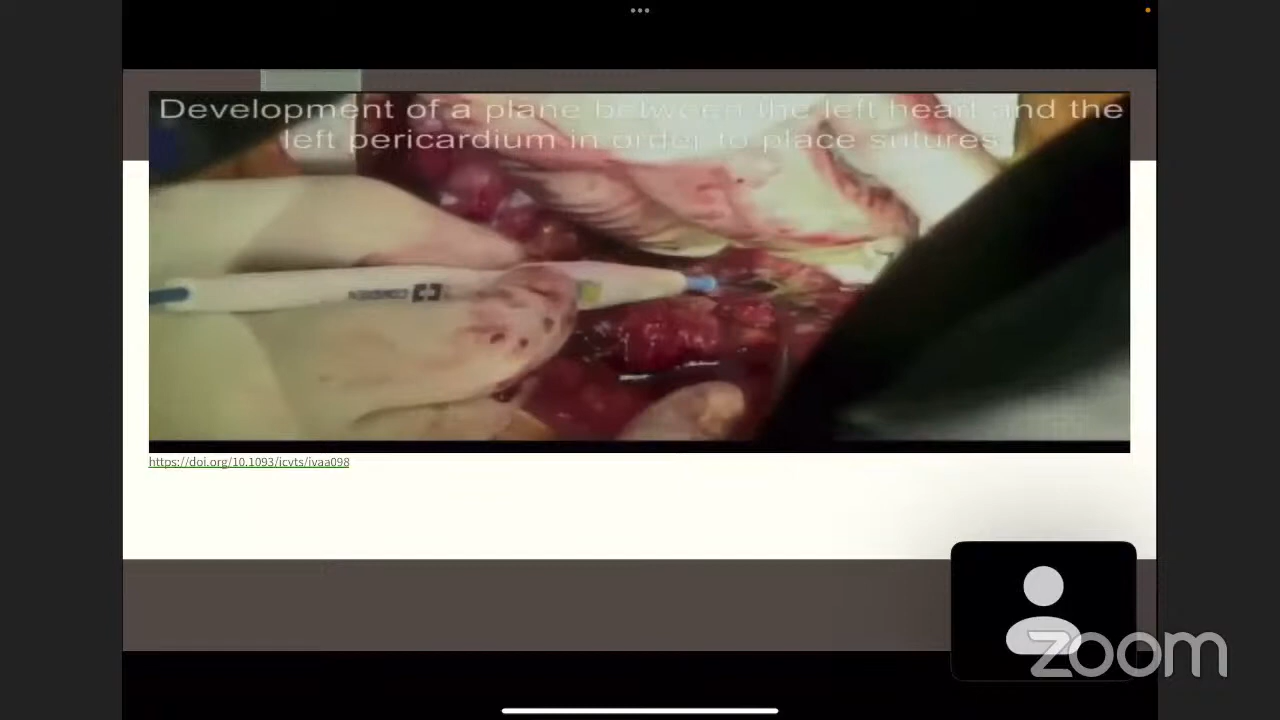 Development of a plane between the left heart and the
left pericardium in order to place sutures
COVIDIEN
https://doi.org/10.1093/icvts/ivaa098
zoom